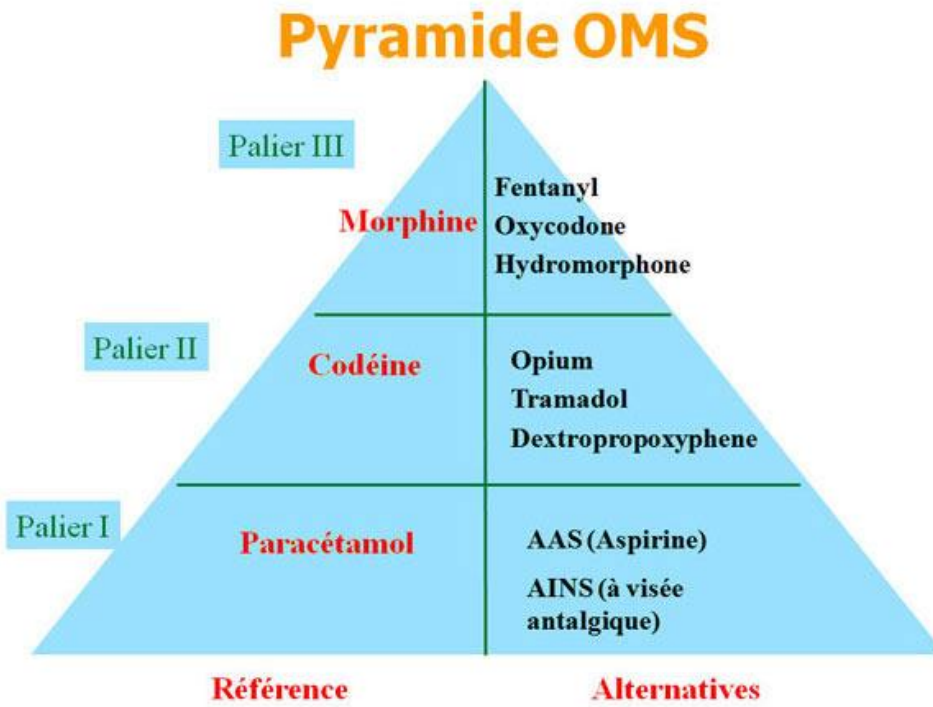 Pyramide OMS
Palier III
Morphine
Fentanyl
Oxycodone
Hydromorphone
Palier II
Codéine
Opium
Tramadol
Dextropropoxyphene
Palier I
Paracétamol
AAS (Aspirine)
AINS (à visée
antalgique)
Référence
Alternatives